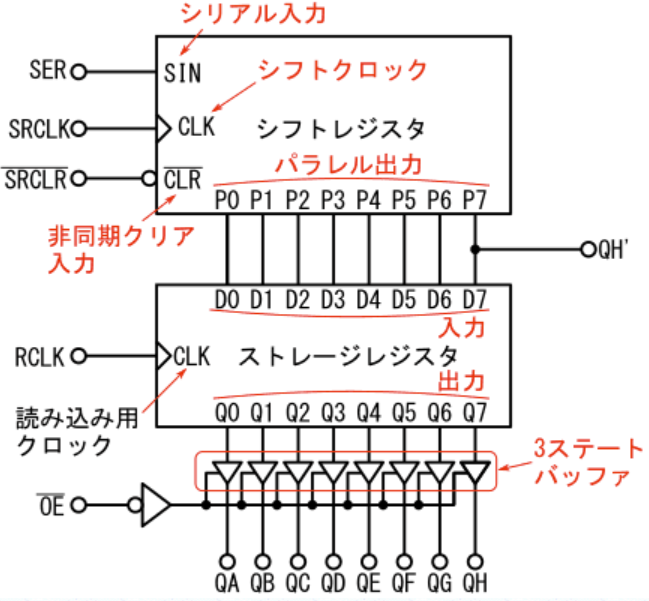 シリアル入力
SER
SIN
シフトクロック
SRCLK
CLK
シフトレジスタ
パラレル出力
SRCLR
CLR
P0 P1 P2 P3 P4 P5 P6 P7
非同期クリア
入力
QH'
D0 D1 D2 D3 D4 D5 D6 D7
入力
RCLK
CLK
ストレージレジスタ
出力
読み込み用
クロック
Q0 Q1 Q2 Q3 Q4 Q5 Q6 Q7
3ステート
バッファ
OE
QA QB QC QD QE QF QG QH